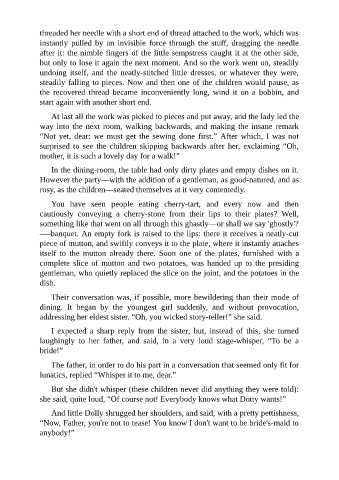 threaded her needle with a short end of thread attached to the work, which was
instantly pulled by an invisible force through the stuff, dragging the needle
after it: the nimble fingers of the little sempstress caught it at the other side,
but only to lose it again the next moment. And so the work went on, steadily
undoing itself, and the neatly-stitched little dresses, or whatever they were,
steadily falling to pieces. Now and then one of the children would pause, as
the recovered thread became inconveniently long, wind it on a bobbin, and
start again with another short end.
At last all the work was picked to pieces and put away, and the lady led the
way into the next room, walking backwards, and making the insane remark
“Not yet, dear: we must get the sewing done first.” After which, I was not
surprised to see the children skipping backwards after her, exclaiming “Oh,
mother, it is such a lovely day for a walk!”
In the dining-room, the table had only dirty plates and empty dishes on it.
However the party—with the addition of a gentleman, as good-natured, and as
rosy, as the children—seated themselves at it very contentedly.
You have seen people eating cherry-tart, and every now and then
cautiously conveying a cherry-stone from their lips to their plates? Well,
something like that went on all through this ghastly—or shall we say 'ghostly'?
—-banquet. An empty fork is raised to the lips: there it receives a neatly-cut
piece of mutton, and swiftly conveys it to the plate, where it instantly attaches
itself to the mutton already there. Soon one of the plates, furnished with a
complete slice of mutton and two potatoes, was handed up to the presiding
gentleman, who quietly replaced the slice on the joint, and the potatoes in the
dish.
Their conversation was, if possible, more bewildering than their mode of
dining. It began by the youngest girl suddenly, and without provocation,
addressing her eldest sister. “Oh, you wicked story-teller!” she said.
I expected a sharp reply from the sister; but, instead of this, she turned
laughingly to her father, and said, in a very loud stage-whisper, “To be a
bride!”
The father, in order to do his part in a conversation that seemed only fit for
lunatics, replied “Whisper it to me, dear.”
But she didn't whisper (these children never did anything they were told):
she said, quite loud, “Of course not! Everybody knows what Dotty wants!”
And little Dolly shrugged her shoulders, and said, with a pretty pettishness,
“Now, Father, you're not to tease! You know I don't want to be bride's-maid to
anybody!”